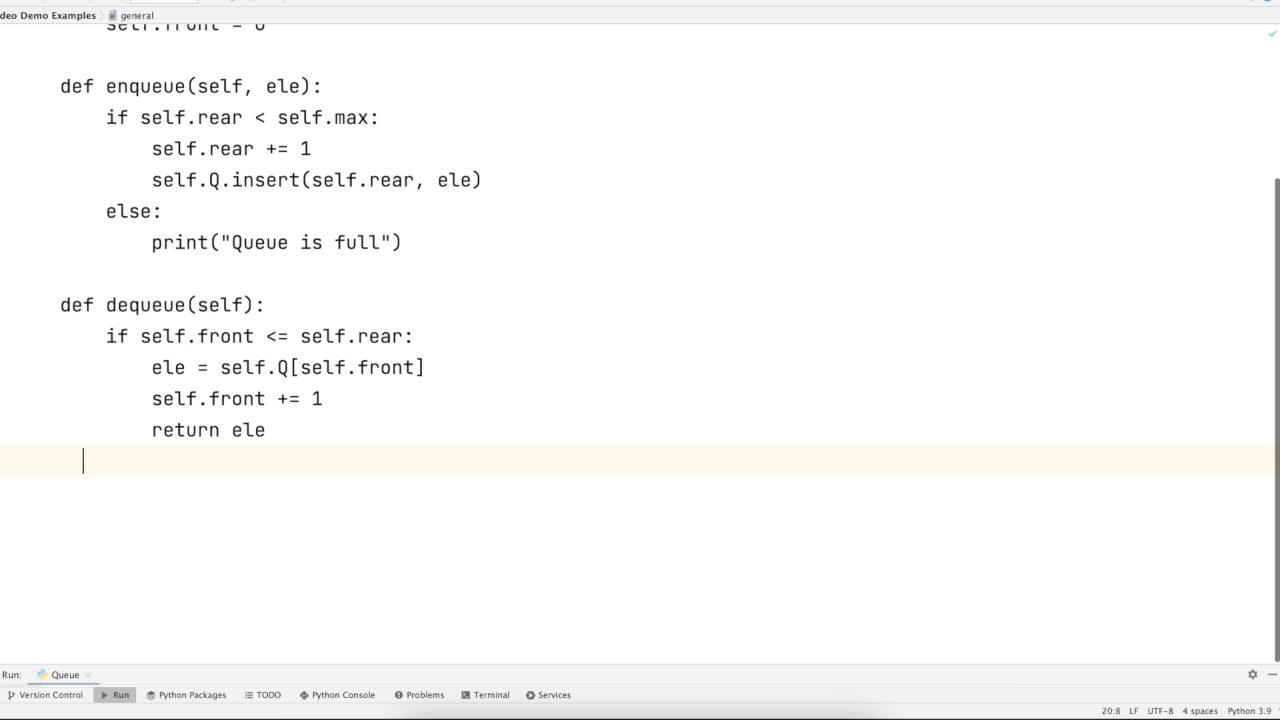 deo Demo Examples general
self.front = 0
def enqueue(self, ele):
if self.rear < self.max:
self.rear += 1
self.Q.insert(self.rear, ele)
else:
print("Queue is full")
def dequeue(self):
if self.front <= self.rear:
ele = self.Q[self.front]
self.front += 1
return ele
Run: Queue
Version Control Run Python Packages TODO Python Console Problems Terminal Services
20:8 LF UTF-8 4 spaces Python 3.9